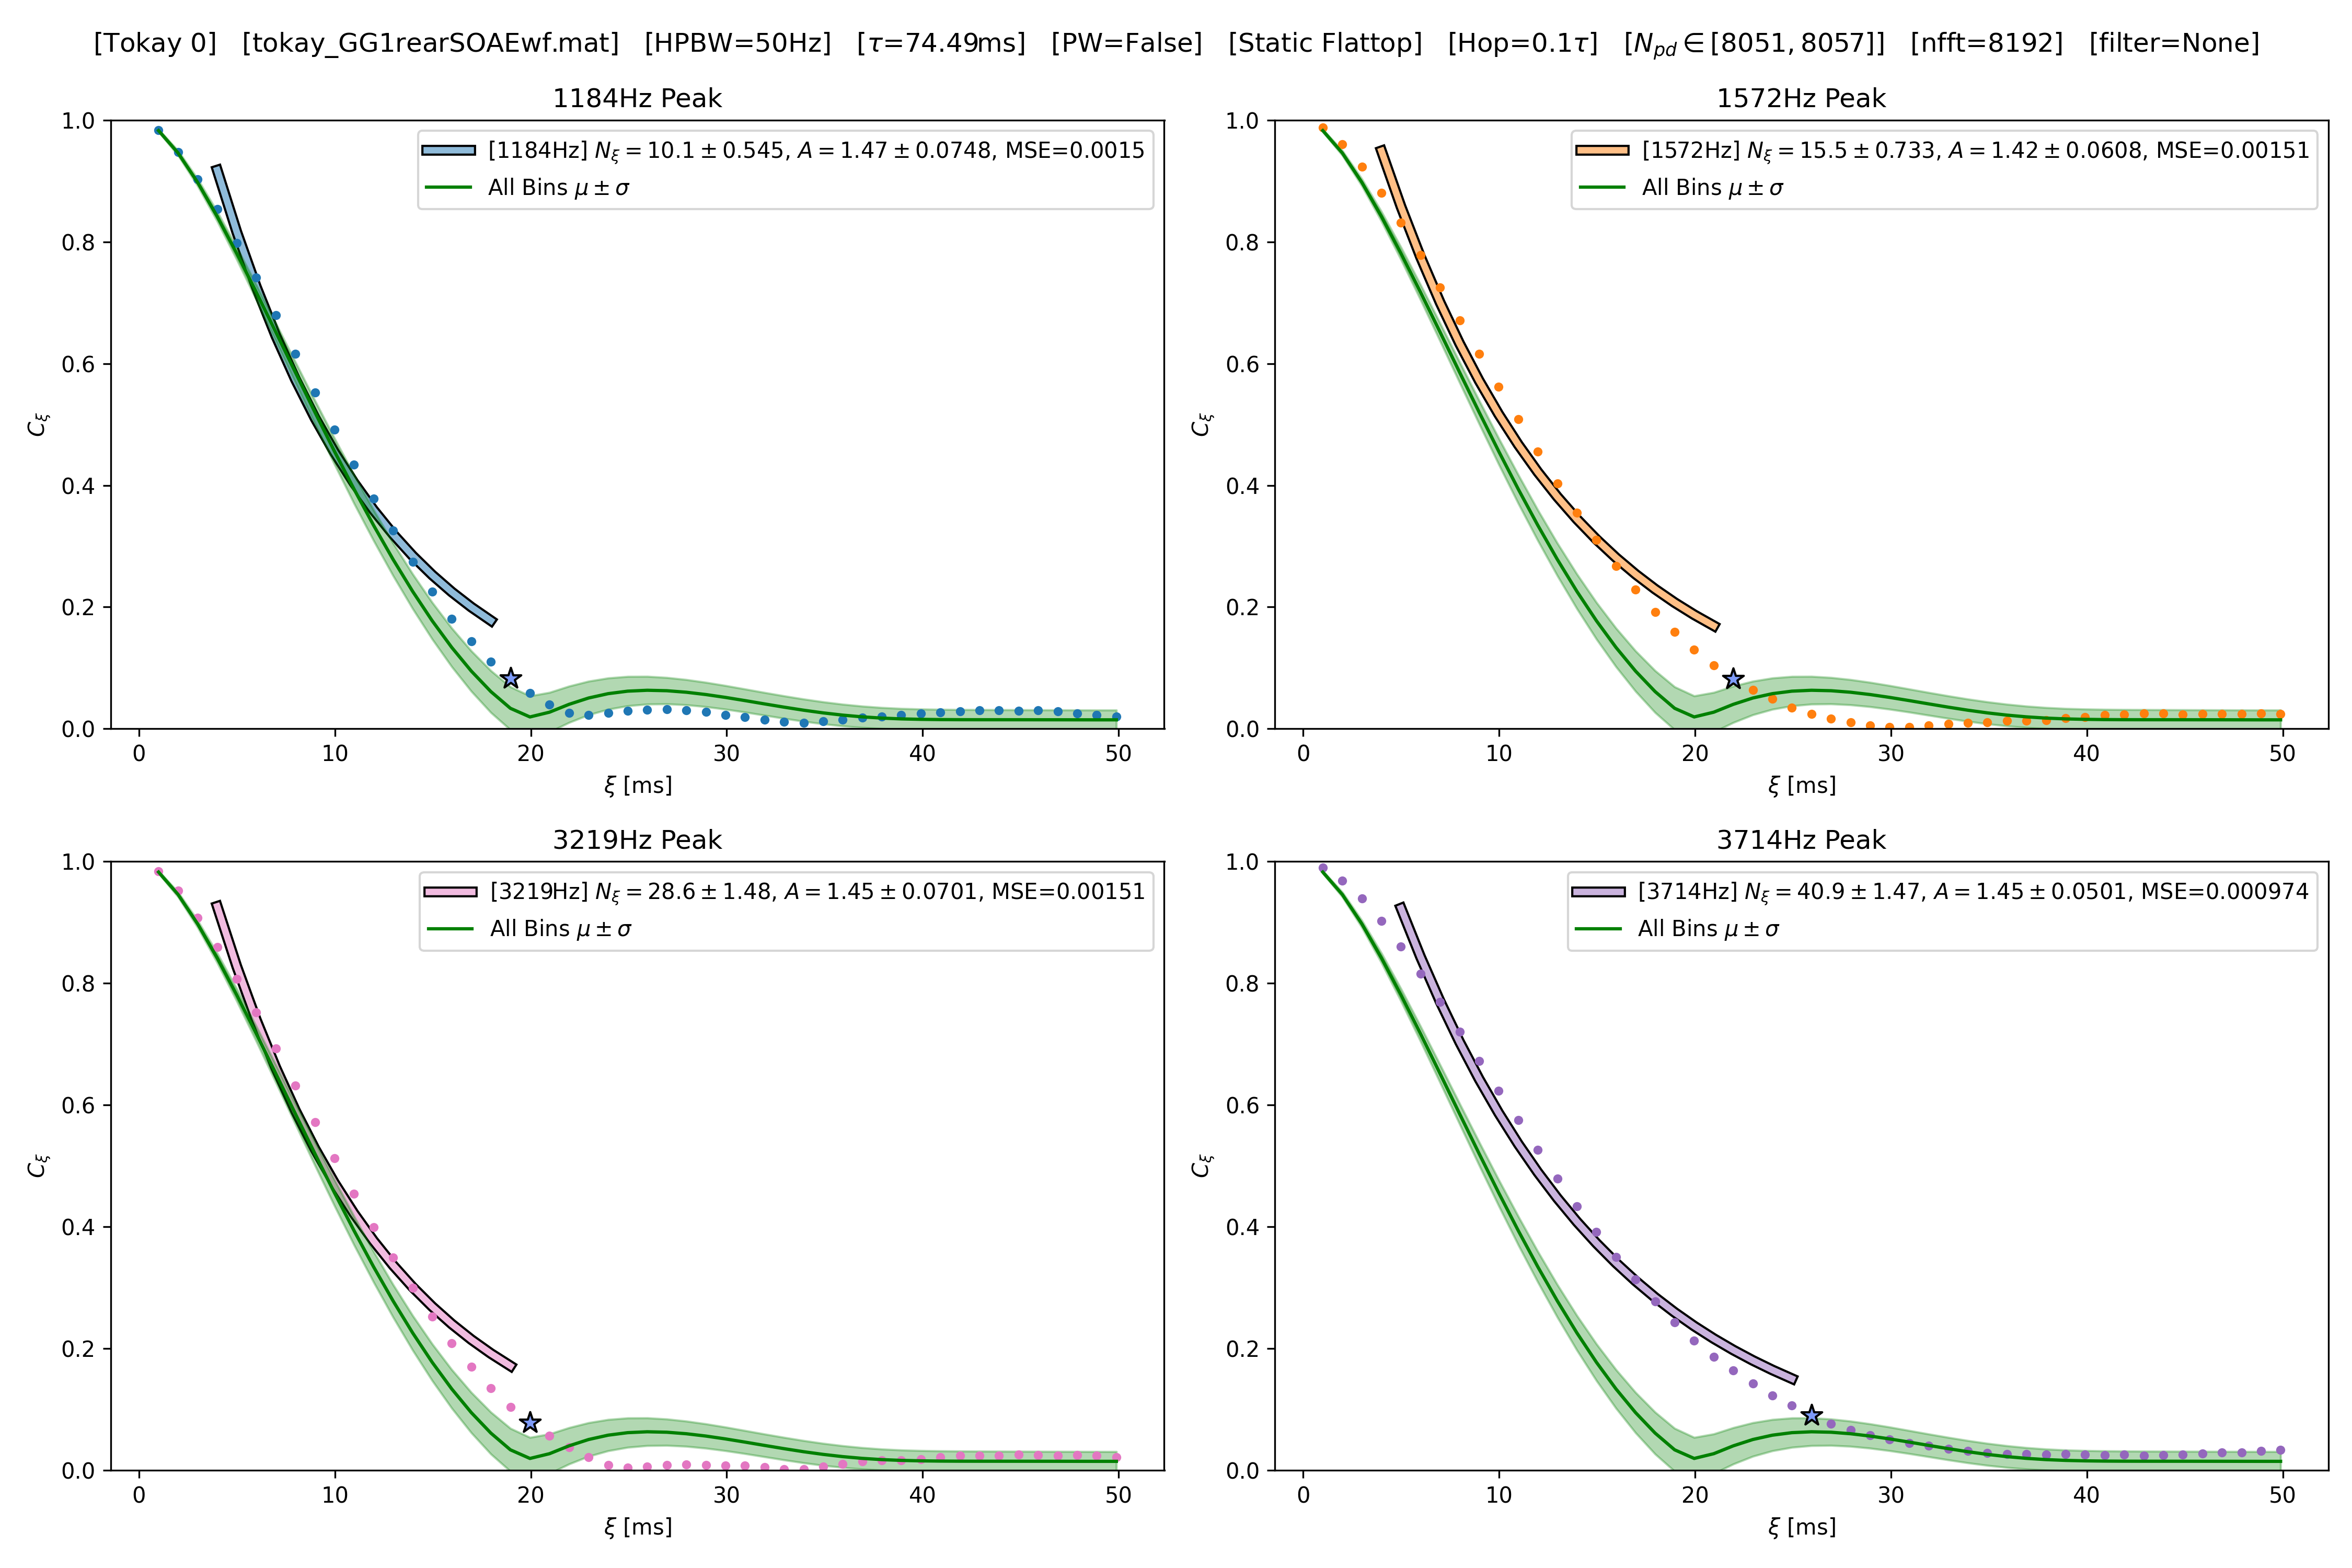 [Tokay 0] [tokay_GG1rearSOAEwf.mat] [HPBW=50Hz] [τ=74.49ms] [PW=False] [Static Flattop] [Hop=0.1τ] [N_pd ∈ [8051, 8057]] [nfft=8192] [filter=None]
1184Hz Peak
1.0
0.8
0.6
0.4
0.2
0.0
C_ξ
[1184Hz] N_ξ = 10.1 ± 0.545, A = 1.47 ± 0.0748, MSE=0.0015
All Bins μ ± σ
0 10 20 30 40 50
ξ [ms]
1572Hz Peak
1.0
0.8
0.6
0.4
0.2
0.0
C_ξ
[1572Hz] N_ξ = 15.5 ± 0.733, A = 1.42 ± 0.0608, MSE=0.00151
All Bins μ ± σ
0 10 20 30 40 50
ξ [ms]
3219Hz Peak
1.0
0.8
0.6
0.4
0.2
0.0
C_ξ
[3219Hz] N_ξ = 28.6 ± 1.48, A = 1.45 ± 0.0701, MSE=0.00151
All Bins μ ± σ
0 10 20 30 40 50
ξ [ms]
3714Hz Peak
1.0
0.8
0.6
0.4
0.2
0.0
C_ξ
[3714Hz] N_ξ = 40.9 ± 1.47, A = 1.45 ± 0.0501, MSE=0.000974
All Bins μ ± σ
0 10 20 30 40 50
ξ [ms]